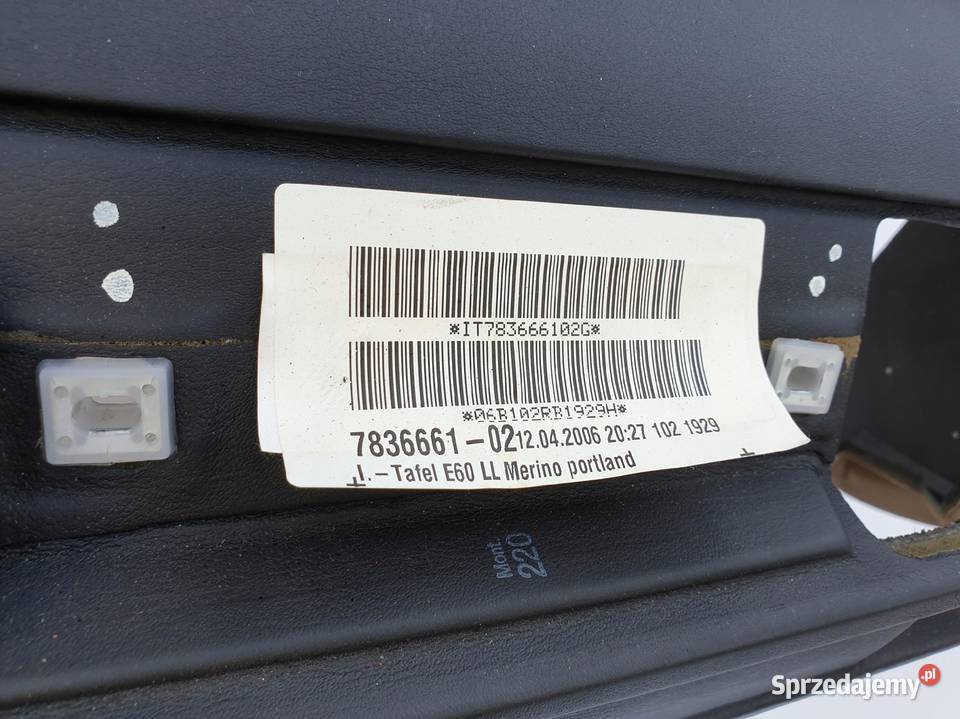 *IT783666102G*
*06B102RB1929H*
7836661-02 12.04.2006 20:27 102 1929
I.-Tafel E60 LL Merino portland
Mont.
220
Sprzedajemy.pl